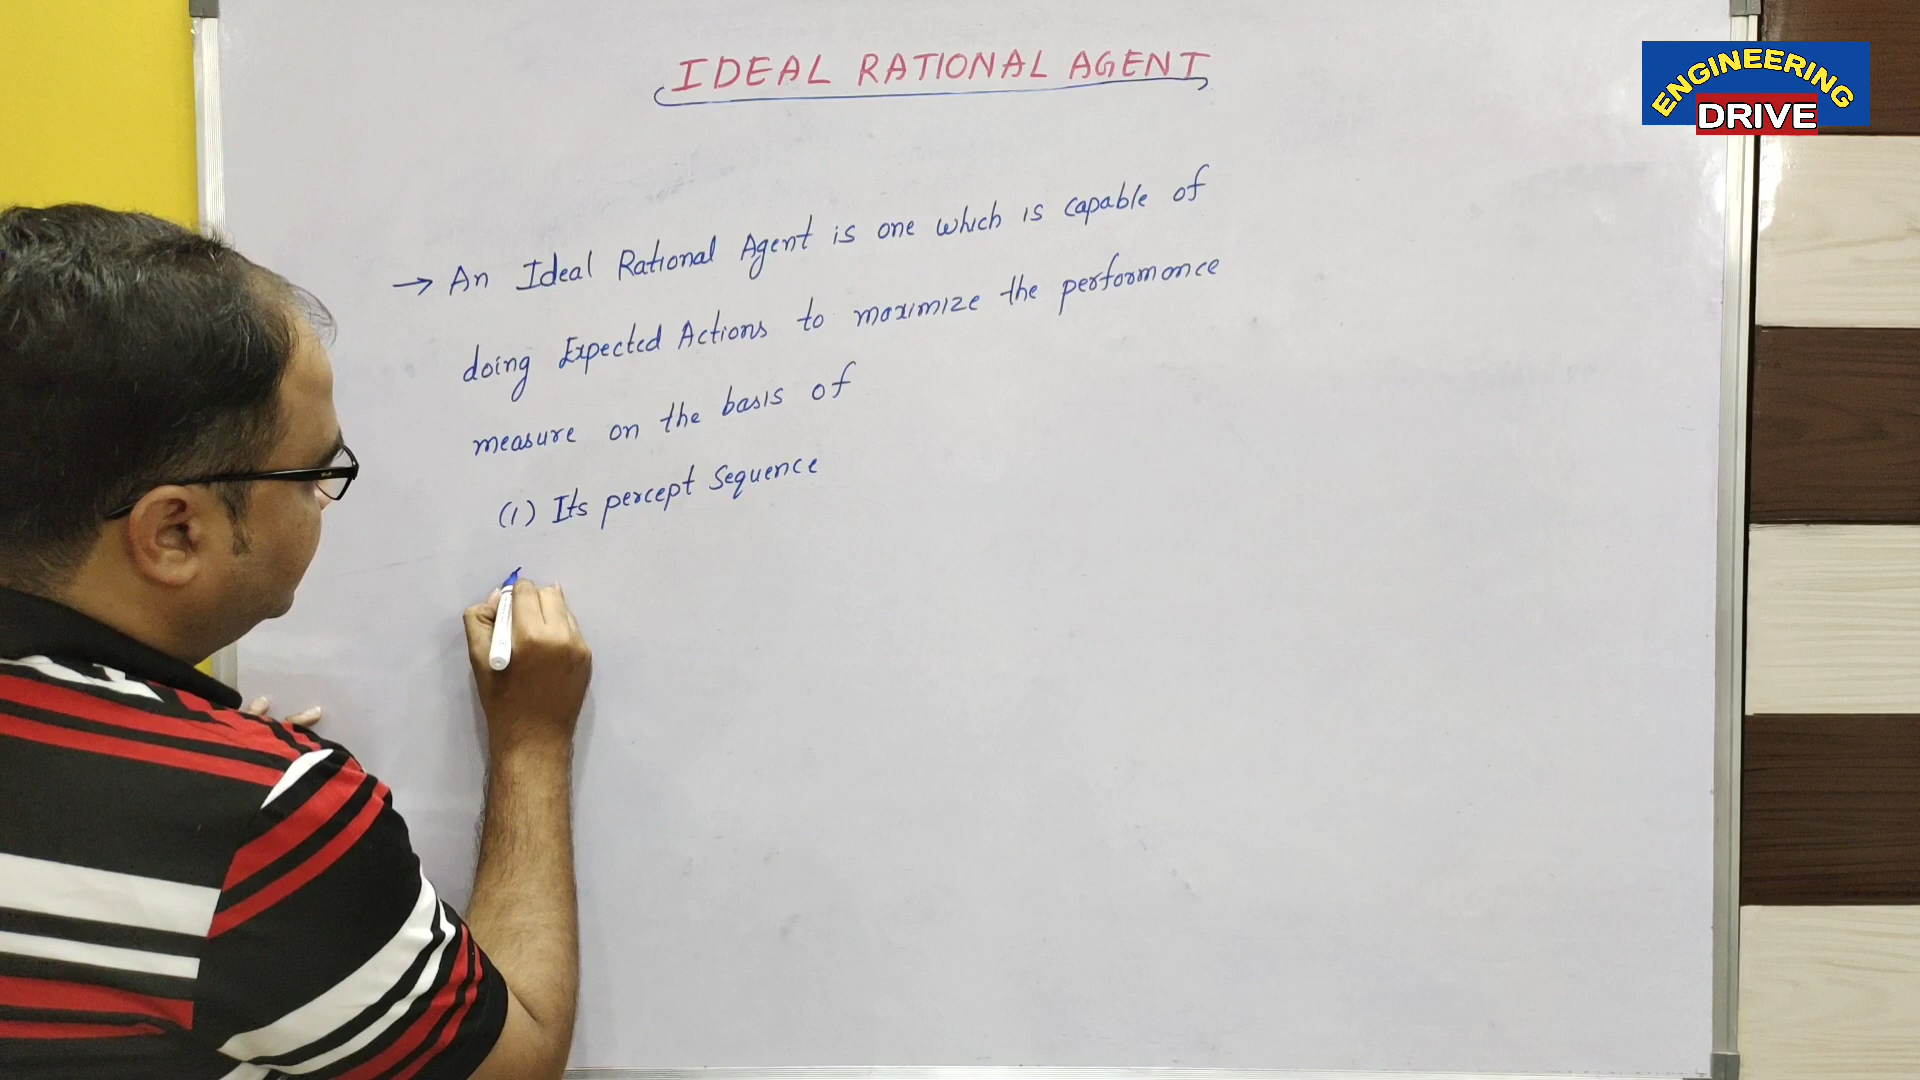 IDEAL RATIONAL AGENT
ENGINEERING
DRIVE
→ An Ideal Rational Agent is one which is capable of
doing Expected Actions to maximize the performance
measure on the basis of
(1) Its percept Sequence